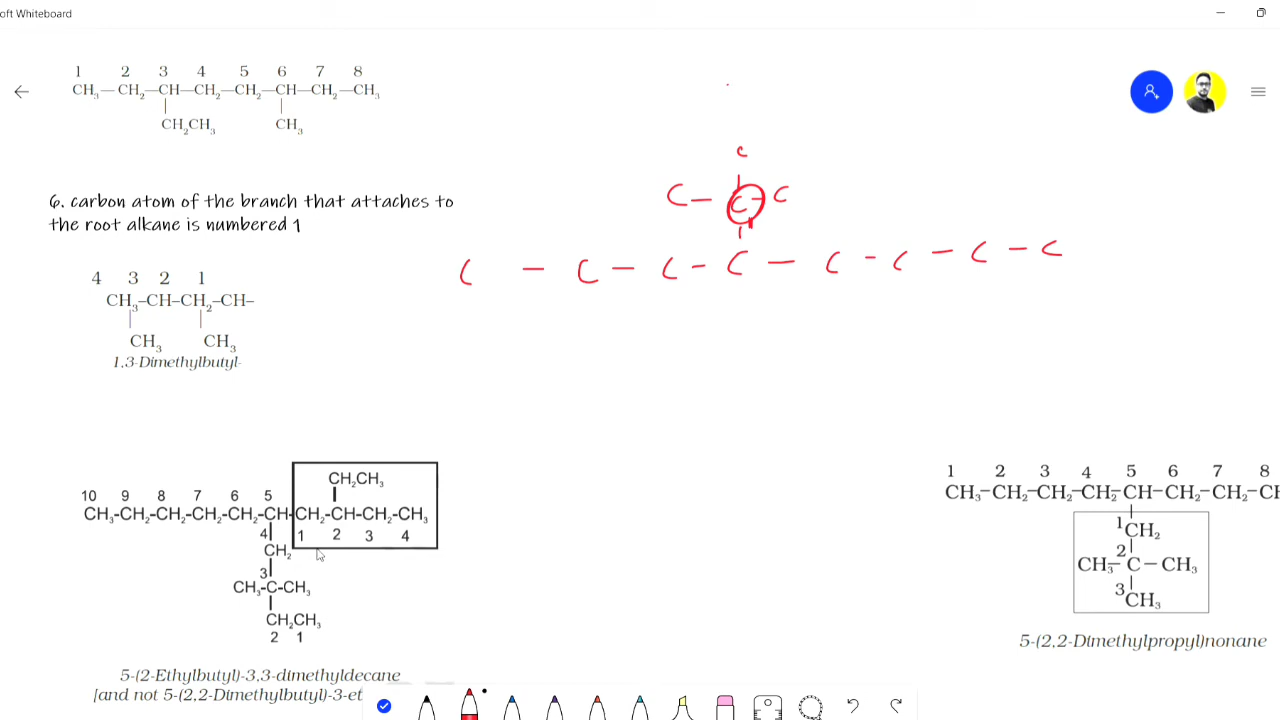 oft Whiteboard
1 2 3 4 5 6 7 8
CH₃—CH₂—CH—CH₂—CH₂—CH—CH₂—CH₃
CH₂CH₃ CH₃
6. carbon atom of the branch that attaches to
the root alkane is numbered 1
4 3 2 1
CH₃–CH–CH₂–CH–
CH₃ CH₃
1,3-Dimethylbutyl-
c
C – C – C
C – C – C – C – C – C – C – C
CH₂CH₃
10 9 8 7 6 5
CH₃-CH₂-CH₂-CH₂-CH₂-CH-CH₂-CH-CH₂-CH₃
4 1 2 3 4
CH₂
3
CH₃-C-CH₃
CH₂CH₃
2 1
5-(2-Ethylbutyl)-3,3-dimethyldecane
[and not 5-(2,2-Dimethylbutyl)-3-et
1 2 3 4 5 6 7 8
CH₃–CH₂–CH₂–CH₂–CH–CH₂–CH₂–CH
1CH₂
2
CH₃–C–CH₃
3CH₃
5-(2,2-Dimethylpropyl)nonane